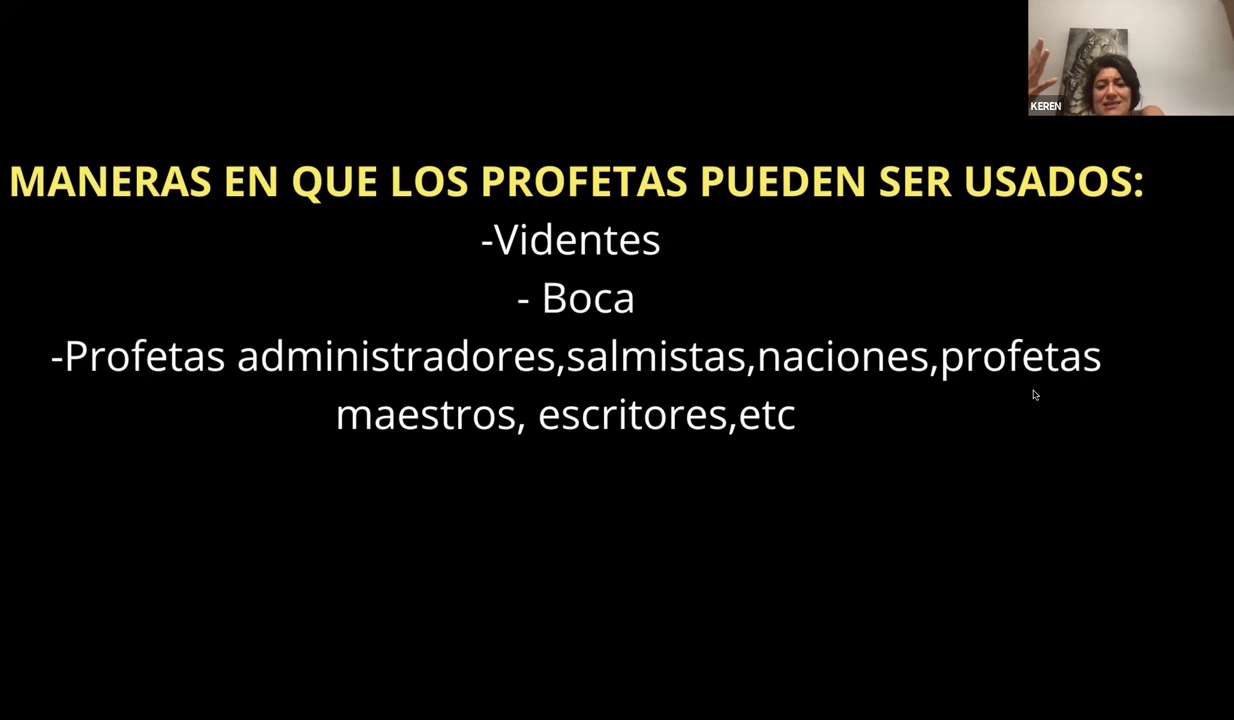 KEREN
MANERAS EN QUE LOS PROFETAS PUEDEN SER USADOS:
-Videntes
- Boca
-Profetas administradores,salmistas,naciones,profetas
maestros, escritores,etc